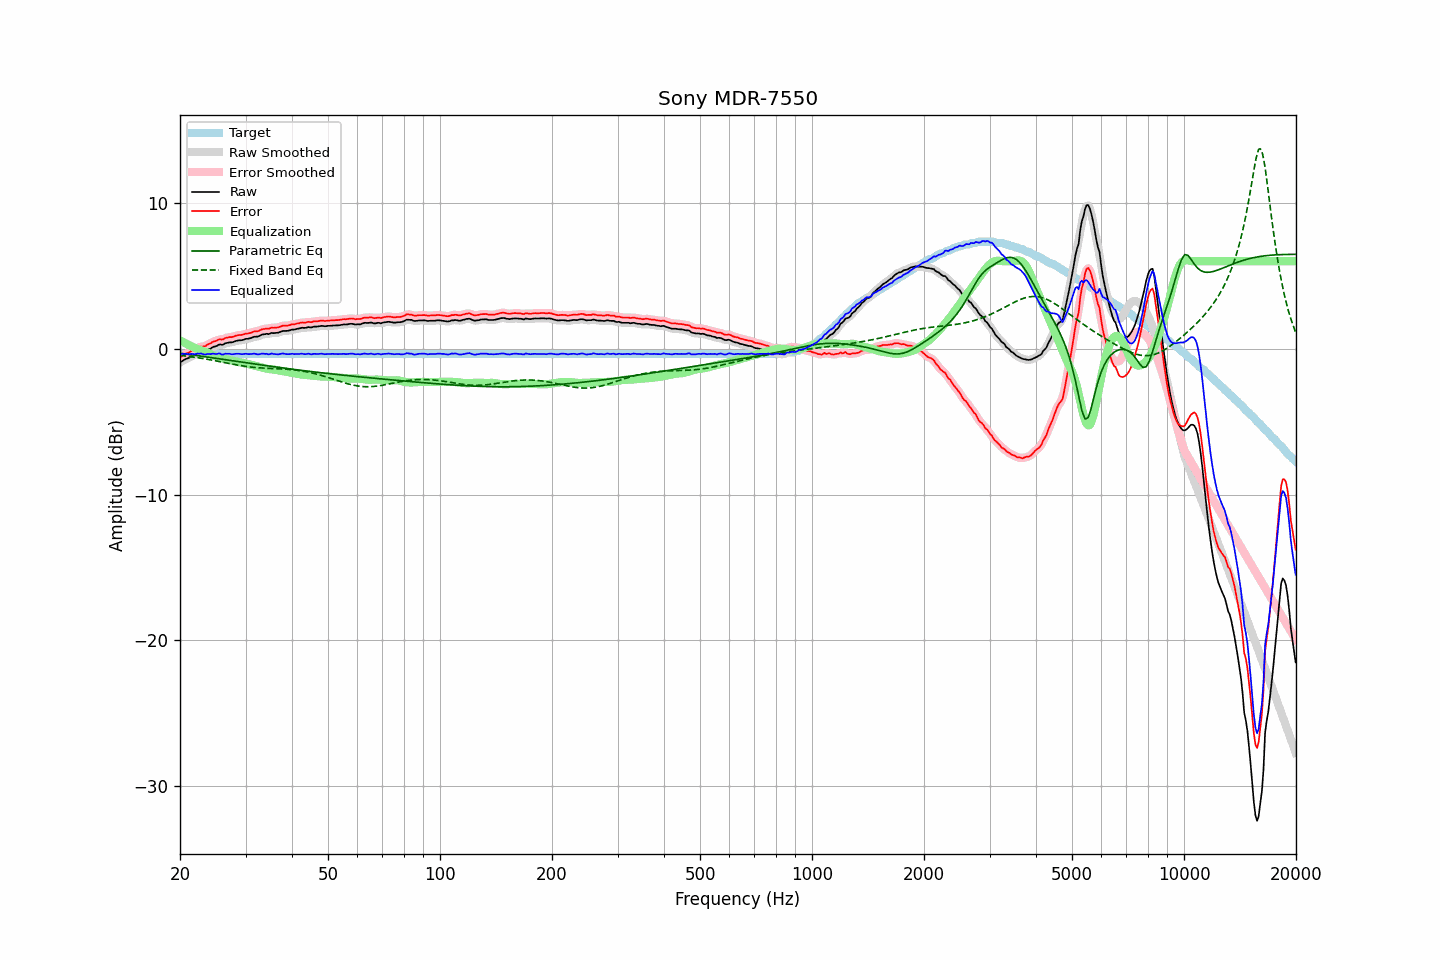 Sony MDR-7550
Target
Raw Smoothed
Error Smoothed
Raw
Error
Equalization
Parametric Eq
Fixed Band Eq
Equalized
10
0
−10
−20
−30
Amplitude (dBr)
20 50 100 200 500 1000 2000 5000 10000 20000
Frequency (Hz)